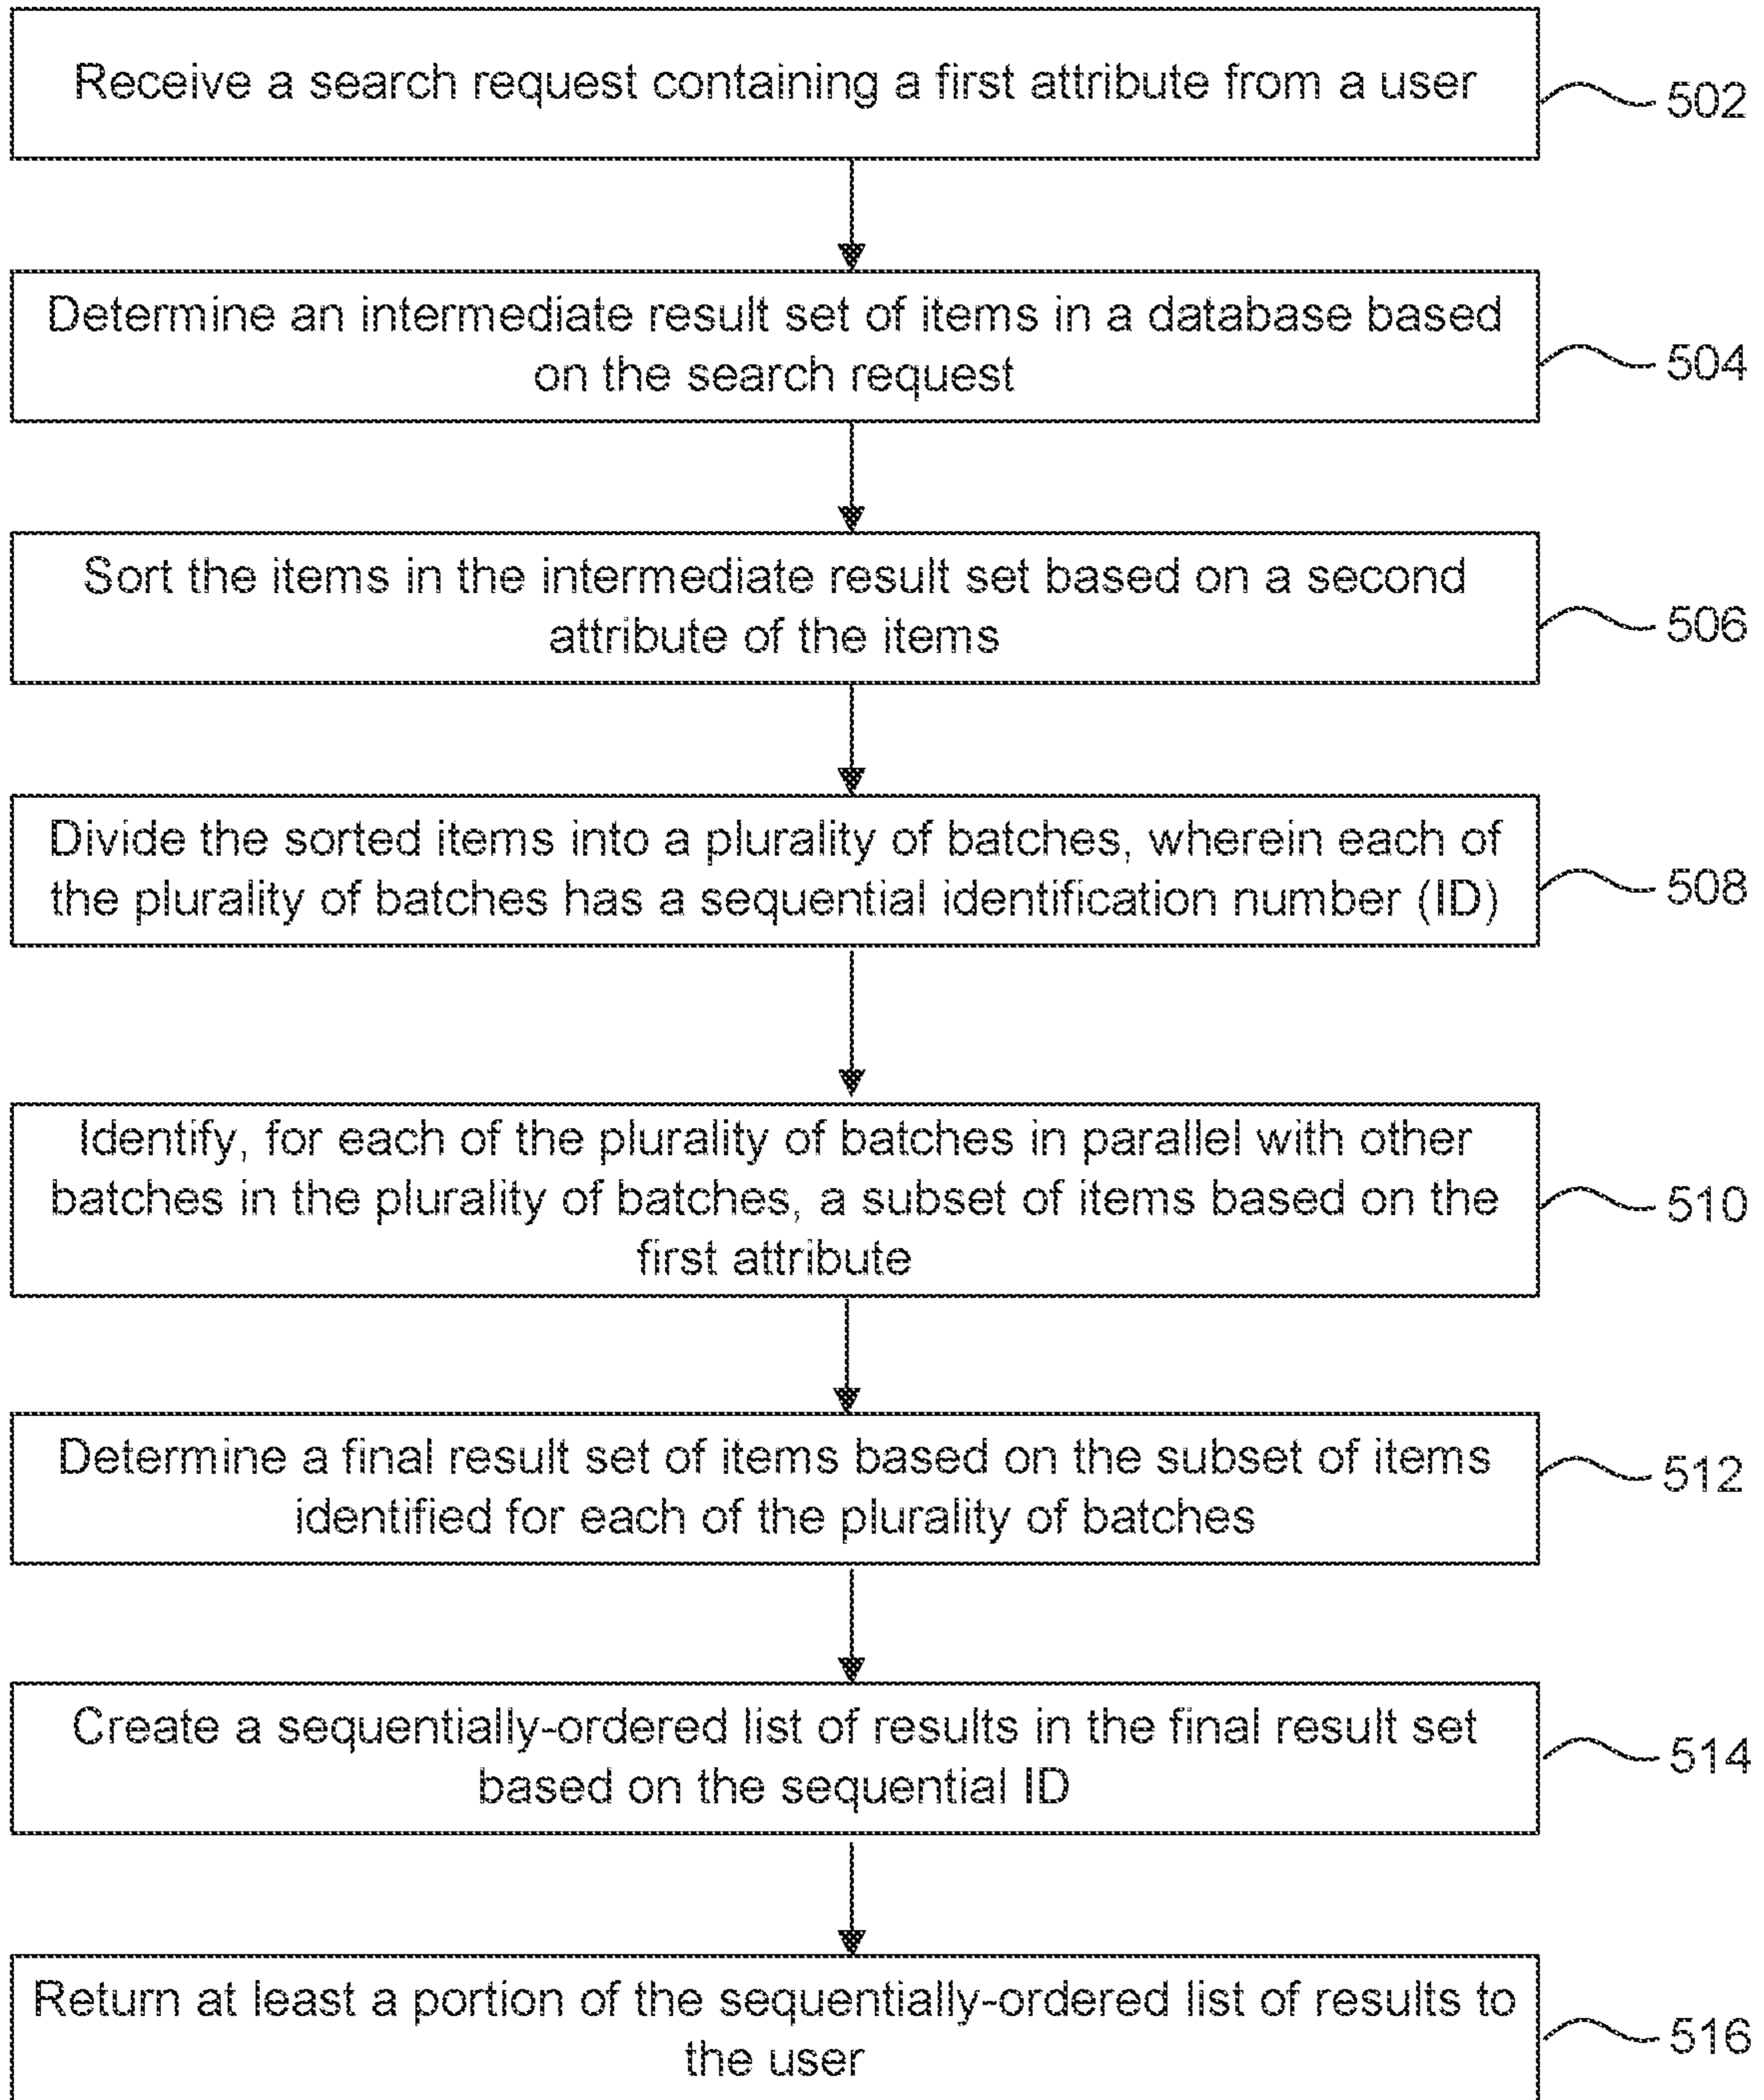 Receive a search request containing a first attribute from a user
502
Determine an intermediate result set of items in a database based
on the search request
504
Sort the items in the intermediate result set based on a second
attribute of the items
506
Divide the sorted items into a plurality of batches, wherein each of
the plurality of batches has a sequential identification number (ID)
508
Identify, for each of the plurality of batches in parallel with other
batches in the plurality of batches, a subset of items based on the
first attribute
510
Determine a final result set of items based on the subset of items
identified for each of the plurality of batches
512
Create a sequentially-ordered list of results in the final result set
based on the sequential ID
514
Return at least a portion of the sequentially-ordered list of results to
the user
516